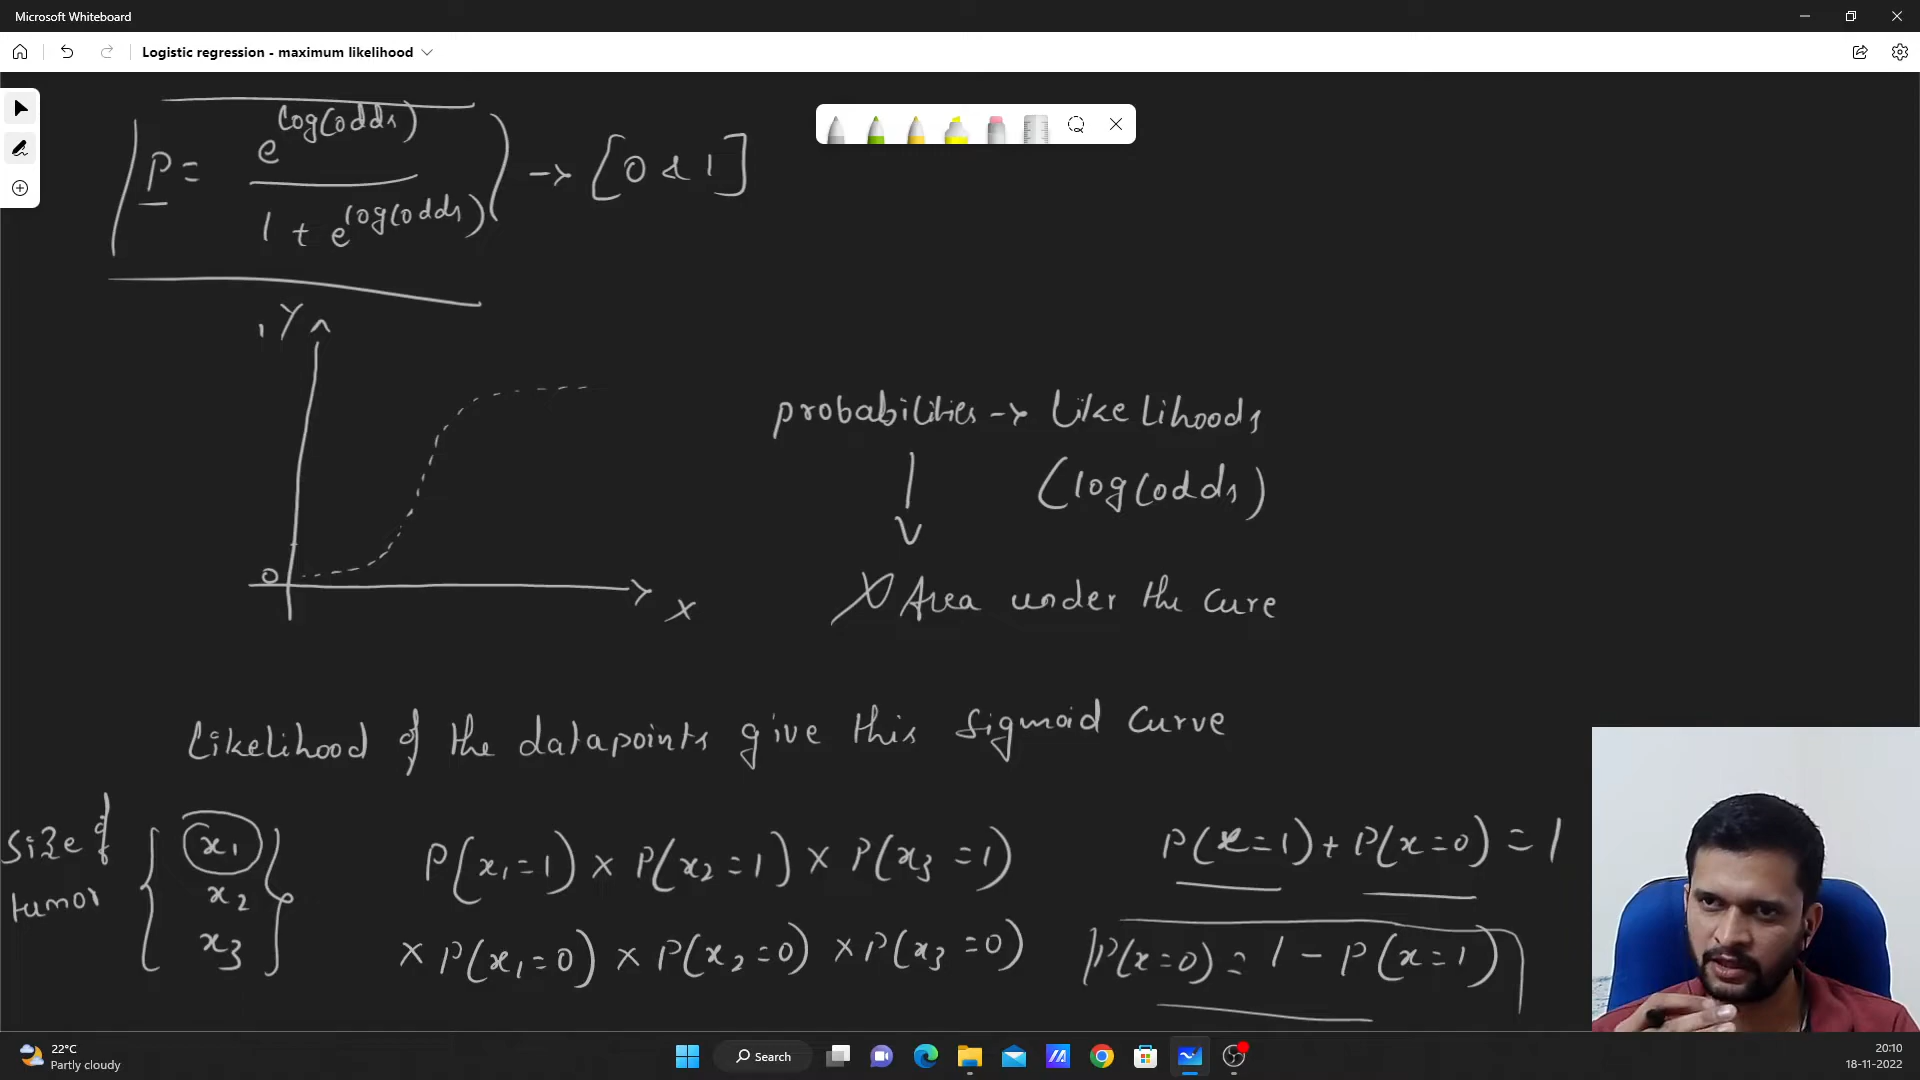 Microsoft Whiteboard
Logistic regression - maximum likelihood
P = e^log(odds) / 1 + e^log(odds) → [0 & 1]
Y
0
X
probabilities → Likelihoods
(log(odds)
Area under the cure
Likelihood of the datapoints give this sigmoid curve
size of tumor { x1 x2 x3 }
P(x1=1) × P(x2=1) × P(x3=1)
× P(x1=0) × P(x2=0) × P(x3=0)
P(x=1) + P(x=0) = 1
P(x=0) = 1 - P(x=1)
22°C
Partly cloudy
Search
20:10
18-11-2022